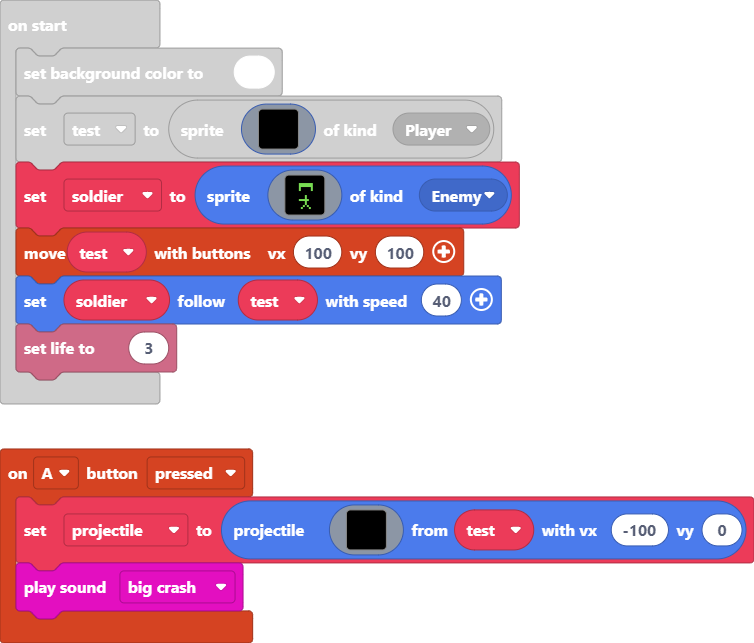 on start
set background color to
set test to sprite of kind Player
set soldier to sprite of kind Enemy
move test with buttons vx 100 vy 100
set soldier follow test with speed 40
set life to 3
on A button pressed
set projectile to projectile from test with vx -100 vy 0
play sound big crash